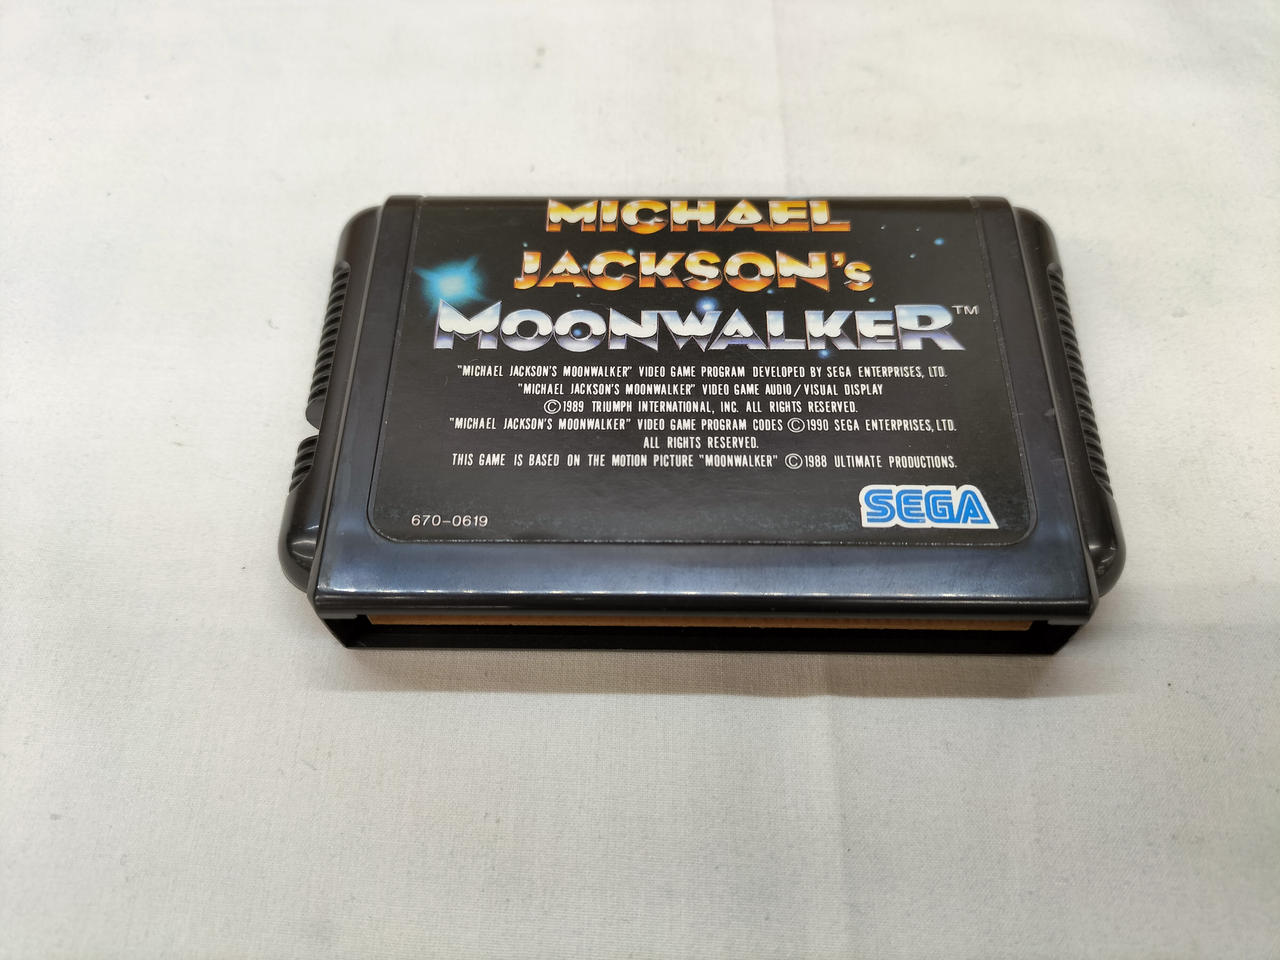 MICHAEL
JACKSON's
MOONWALKER™
"MICHAEL JACKSON'S MOONWALKER" VIDEO GAME PROGRAM DEVELOPED BY SEGA ENTERPRISES, LTD.
"MICHAEL JACKSON'S MOONWALKER" VIDEO GAME AUDIO/VISUAL DISPLAY
©1989 TRIUMPH INTERNATIONAL, INC. ALL RIGHTS RESERVED.
"MICHAEL JACKSON'S MOONWALKER" VIDEO GAME PROGRAM CODES ©1990 SEGA ENTERPRISES, LTD.
ALL RIGHTS RESERVED.
THIS GAME IS BASED ON THE MOTION PICTURE "MOONWALKER" ©1988 ULTIMATE PRODUCTIONS.
SEGA
670-0619